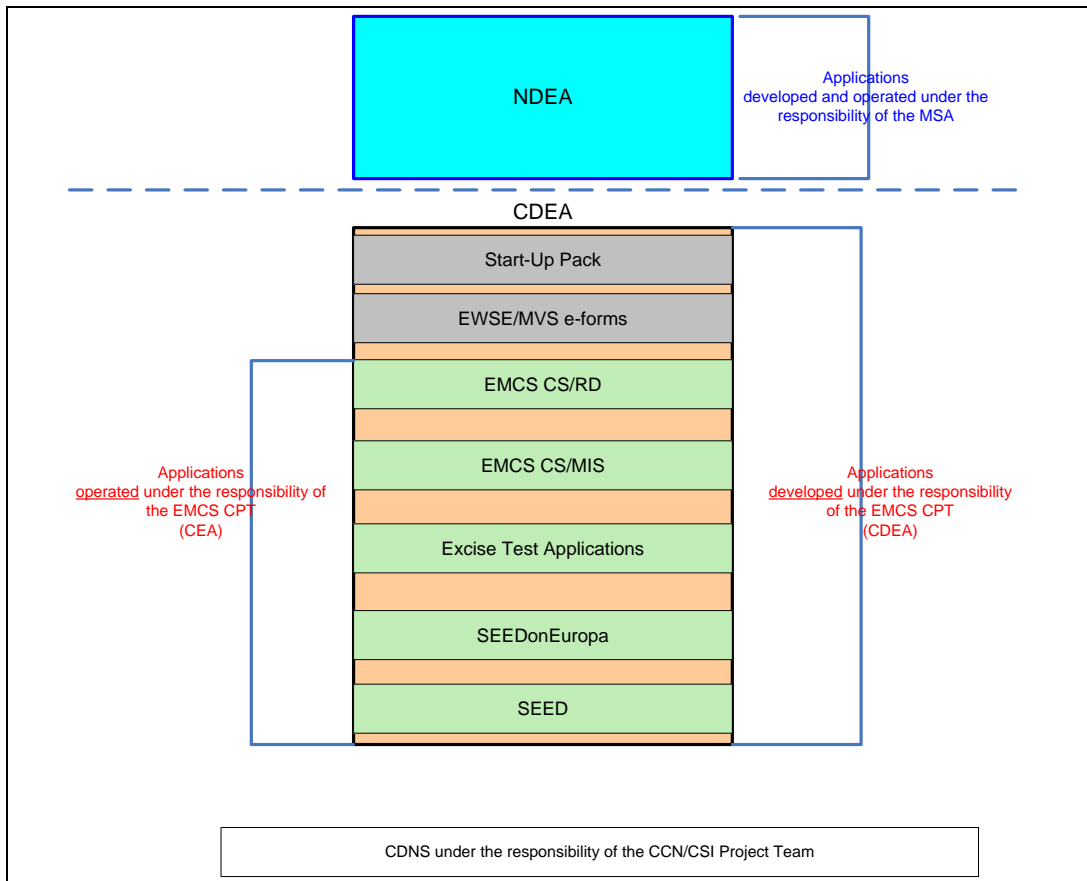 NDEA
Applications
developed and operated under the
responsibility of the MSA
CDEA
Start-Up Pack
EWSE/MVS e-forms
EMCS CS/RD
EMCS CS/MIS
Excise Test Applications
SEEDonEuropa
SEED
Applications
operated under the responsibility of
the EMCS CPT
(CEA)
Applications
developed under the responsibility
of the EMCS CPT
(CDEA)
CDNS under the responsibility of the CCN/CSI Project Team